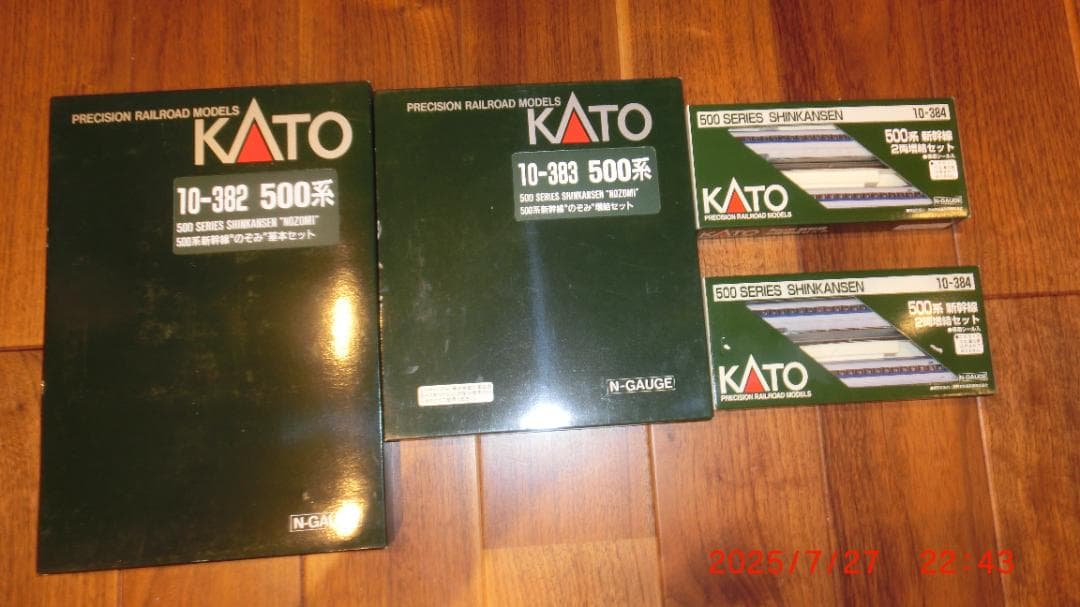 PRECISION RAILROAD MODELS
KATO
10-382 500系
500 SERIES SHINKANSEN "NOZOMI"
500系新幹線"のぞみ"基本セット
PRECISION RAILROAD MODELS
KATO
10-383 500系
500 SERIES SHINKANSEN "NOZOMI"
500系新幹線"のぞみ"増結セット
N-GAUGE
500 SERIES SHINKANSEN 10-384
500系 新幹線
2両増結セット
KATO
PRECISION RAILROAD MODELS
N-GAUGE
KATO
500 SERIES SHINKANSEN 10-384
500系 新幹線
2両増結セット
KATO
PRECISION RAILROAD MODELS
N-GAUGE
2025/7/27 22:43